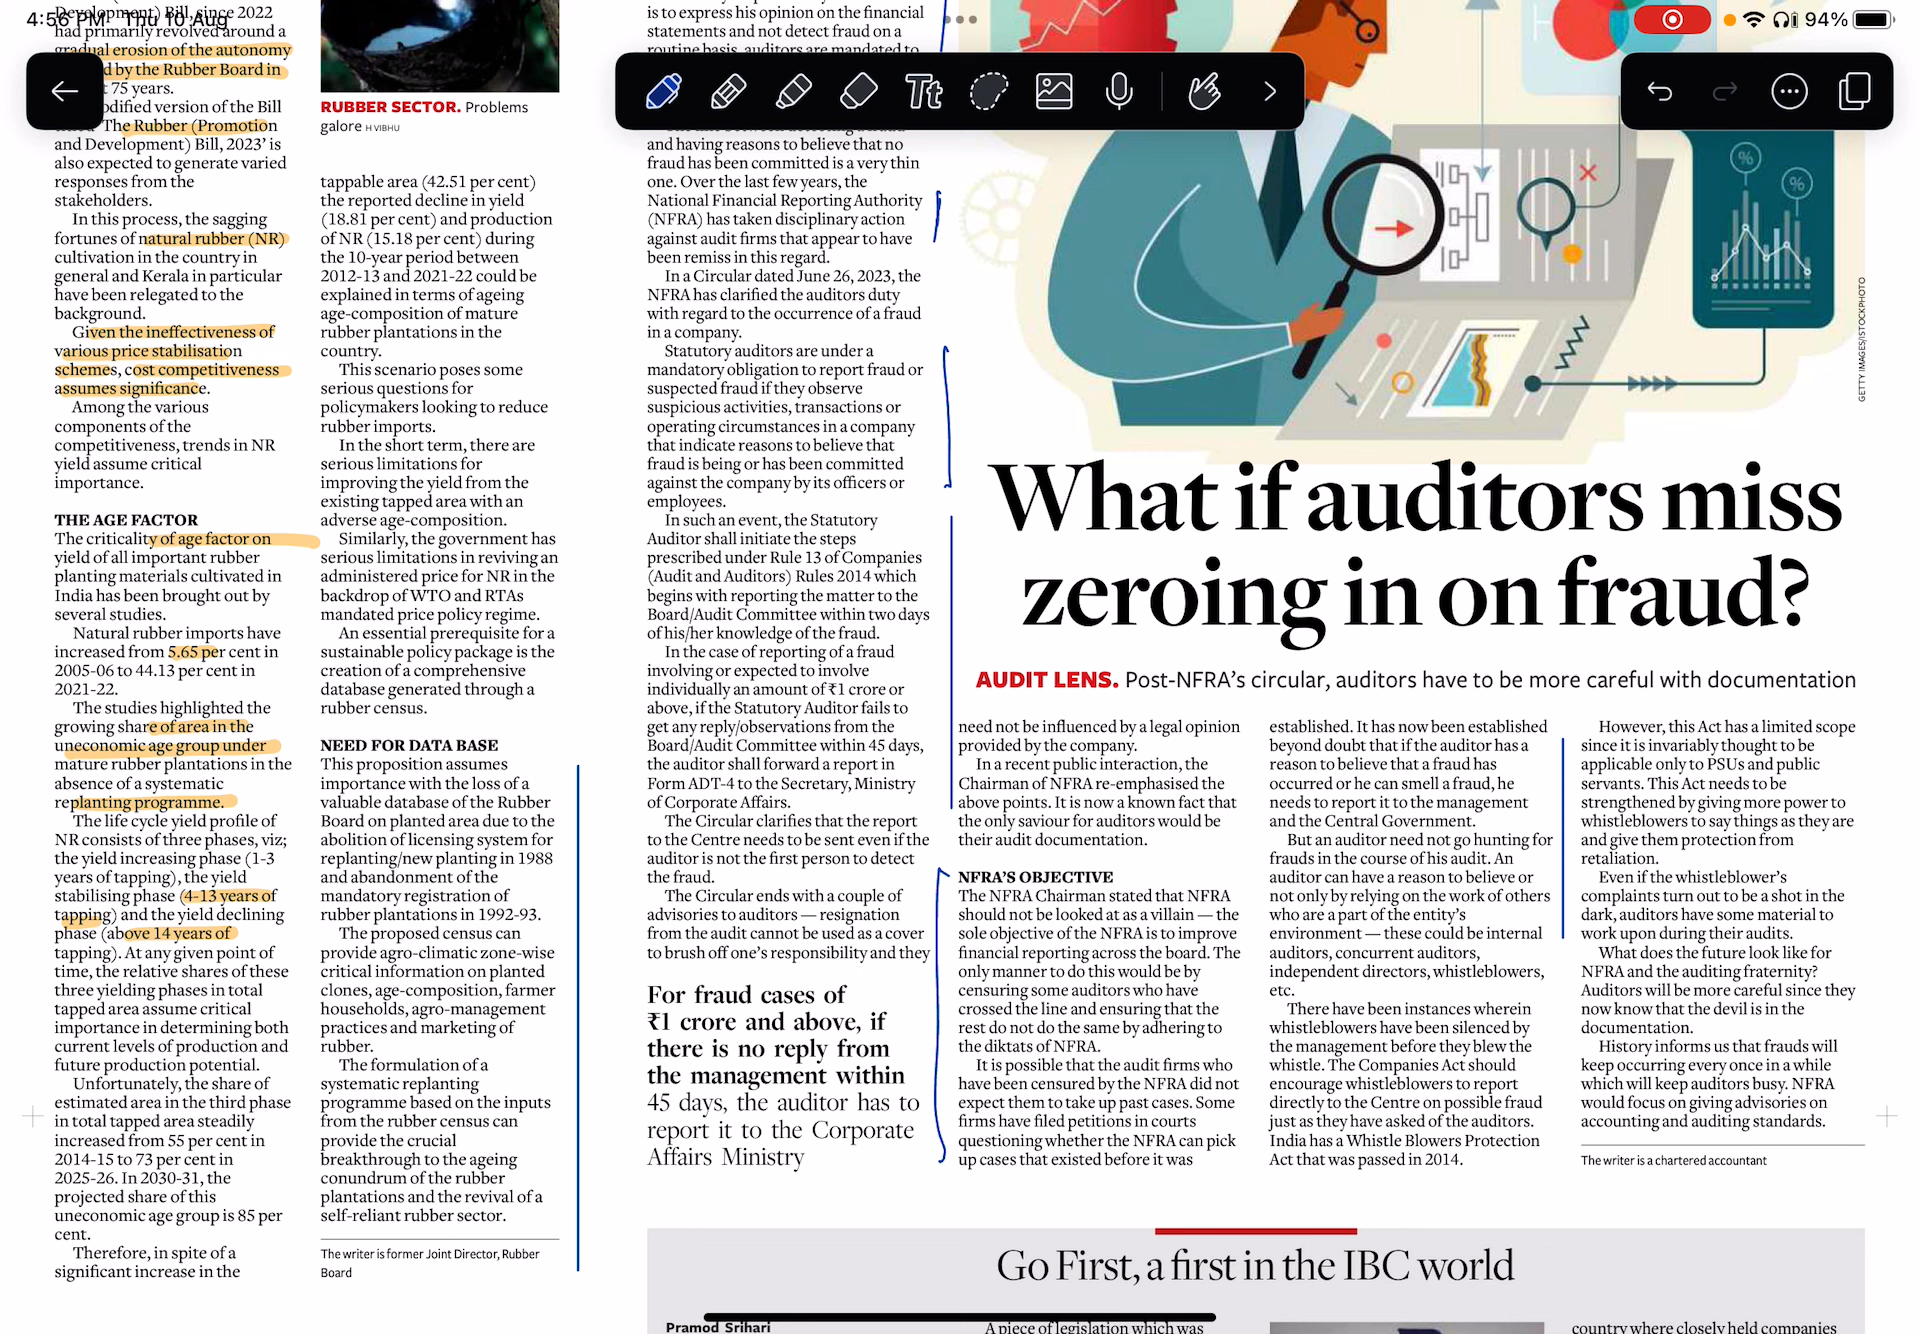 4:56 PM Thu 10 Aug
94%
Development) Bill, since 2022
had primarily revolved around a
gradual erosion of the autonomy
d by the Rubber Board in
t 75 years.
odified version of the Bill
The Rubber (Promotion
and Development) Bill, 2023’ is
also expected to generate varied
responses from the
stakeholders.
In this process, the sagging
fortunes of natural rubber (NR)
cultivation in the country in
general and Kerala in particular
have been relegated to the
background.
Given the ineffectiveness of
various price stabilisation
schemes, cost competitiveness
assumes significance.
Among the various
components of the
competitiveness, trends in NR
yield assume critical
importance.
THE AGE FACTOR
The criticality of age factor on
yield of all important rubber
planting materials cultivated in
India has been brought out by
several studies.
Natural rubber imports have
increased from 5.65 per cent in
2005-06 to 44.13 per cent in
2021-22.
The studies highlighted the
growing share of area in the
uneconomic age group under
mature rubber plantations in the
absence of a systematic
replanting programme.
The life cycle yield profile of
NR consists of three phases, viz;
the yield increasing phase (1-3
years of tapping), the yield
stabilising phase (4-13 years of
tapping) and the yield declining
phase (above 14 years of
tapping). At any given point of
time, the relative shares of these
three yielding phases in total
tapped area assume critical
importance in determining both
current levels of production and
future production potential.
Unfortunately, the share of
estimated area in the third phase
in total tapped area steadily
increased from 55 per cent in
2014-15 to 73 per cent in
2025-26. In 2030-31, the
projected share of this
uneconomic age group is 85 per
cent.
Therefore, in spite of a
significant increase in the
RUBBER SECTOR. Problems
galore H VIBHU
tappable area (42.51 per cent)
the reported decline in yield
(18.81 per cent) and production
of NR (15.18 per cent) during
the 10-year period between
2012-13 and 2021-22 could be
explained in terms of ageing
age-composition of mature
rubber plantations in the
country.
This scenario poses some
serious questions for
policymakers looking to reduce
rubber imports.
In the short term, there are
serious limitations for
improving the yield from the
existing tapped area with an
adverse age-composition.
Similarly, the government has
serious limitations in reviving an
administered price for NR in the
backdrop of WTO and RTAs
mandated price policy regime.
An essential prerequisite for a
sustainable policy package is the
creation of a comprehensive
database generated through a
rubber census.
NEED FOR DATA BASE
This proposition assumes
importance with the loss of a
valuable database of the Rubber
Board on planted area due to the
abolition of licensing system for
replanting/new planting in 1988
and abandonment of the
mandatory registration of
rubber plantations in 1992-93.
The proposed census can
provide agro-climatic zone-wise
critical information on planted
clones, age-composition, farmer
households, agro-management
practices and marketing of
rubber.
The formulation of a
systematic replanting
programme based on the inputs
from the rubber census can
provide the crucial
breakthrough to the ageing
conundrum of the rubber
plantations and the revival of a
self-reliant rubber sector.
The writer is former Joint Director, Rubber
Board
is to express his opinion on the financial
statements and not detect fraud on a
routine basis, auditors are mandated to
Tt
and having reasons to believe that no
fraud has been committed is a very thin
one. Over the last few years, the
National Financial Reporting Authority
(NFRA) has taken disciplinary action
against audit firms that appear to have
been remiss in this regard.
In a Circular dated June 26, 2023, the
NFRA has clarified the auditors duty
with regard to the occurrence of a fraud
in a company.
Statutory auditors are under a
mandatory obligation to report fraud or
suspected fraud if they observe
suspicious activities, transactions or
operating circumstances in a company
that indicate reasons to believe that
fraud is being or has been committed
against the company by its officers or
employees.
In such an event, the Statutory
Auditor shall initiate the steps
prescribed under Rule 13 of Companies
(Audit and Auditors) Rules 2014 which
begins with reporting the matter to the
Board/Audit Committee within two days
of his/her knowledge of the fraud.
In the case of reporting of a fraud
involving or expected to involve
individually an amount of ₹1 crore or
above, if the Statutory Auditor fails to
get any reply/observations from the
Board/Audit Committee within 45 days,
the auditor shall forward a report in
Form ADT-4 to the Secretary, Ministry
of Corporate Affairs.
The Circular clarifies that the report
to the Centre needs to be sent even if the
auditor is not the first person to detect
the fraud.
The Circular ends with a couple of
advisories to auditors — resignation
from the audit cannot be used as a cover
to brush off one’s responsibility and they
For fraud cases of
₹1 crore and above, if
there is no reply from
the management within
45 days, the auditor has to
report it to the Corporate
Affairs Ministry
%
%
GETTY IMAGES/ISTOCKPHOTO
What if auditors miss
zeroing in on fraud?
AUDIT LENS. Post-NFRA’s circular, auditors have to be more careful with documentation
need not be influenced by a legal opinion
provided by the company.
In a recent public interaction, the
Chairman of NFRA re-emphasised the
above points. It is now a known fact that
the only saviour for auditors would be
their audit documentation.
NFRA’S OBJECTIVE
The NFRA Chairman stated that NFRA
should not be looked at as a villain — the
sole objective of the NFRA is to improve
financial reporting across the board. The
only manner to do this would be by
censuring some auditors who have
crossed the line and ensuring that the
rest do not do the same by adhering to
the diktats of NFRA.
It is possible that the audit firms who
have been censured by the NFRA did not
expect them to take up past cases. Some
firms have filed petitions in courts
questioning whether the NFRA can pick
up cases that existed before it was
established. It has now been established
beyond doubt that if the auditor has a
reason to believe that a fraud has
occurred or he can smell a fraud, he
needs to report it to the management
and the Central Government.
But an auditor need not go hunting for
frauds in the course of his audit. An
auditor can have a reason to believe or
not only by relying on the work of others
who are a part of the entity’s
environment — these could be internal
auditors, concurrent auditors,
independent directors, whistleblowers,
etc.
There have been instances wherein
whistleblowers have been silenced by
the management before they blew the
whistle. The Companies Act should
encourage whistleblowers to report
directly to the Centre on possible fraud
just as they have asked of the auditors.
India has a Whistle Blowers Protection
Act that was passed in 2014.
However, this Act has a limited scope
since it is invariably thought to be
applicable only to PSUs and public
servants. This Act needs to be
strengthened by giving more power to
whistleblowers to say things as they are
and give them protection from
retaliation.
Even if the whistleblower’s
complaints turn out to be a shot in the
dark, auditors have some material to
work upon during their audits.
What does the future look like for
NFRA and the auditing fraternity?
Auditors will be more careful since they
now know that the devil is in the
documentation.
History informs us that frauds will
keep occurring every once in a while
which will keep auditors busy. NFRA
would focus on giving advisories on
accounting and auditing standards.
The writer is a chartered accountant
Go First, a first in the IBC world
Pramod Srihari
A piece of legislation which was
country where closely held companies